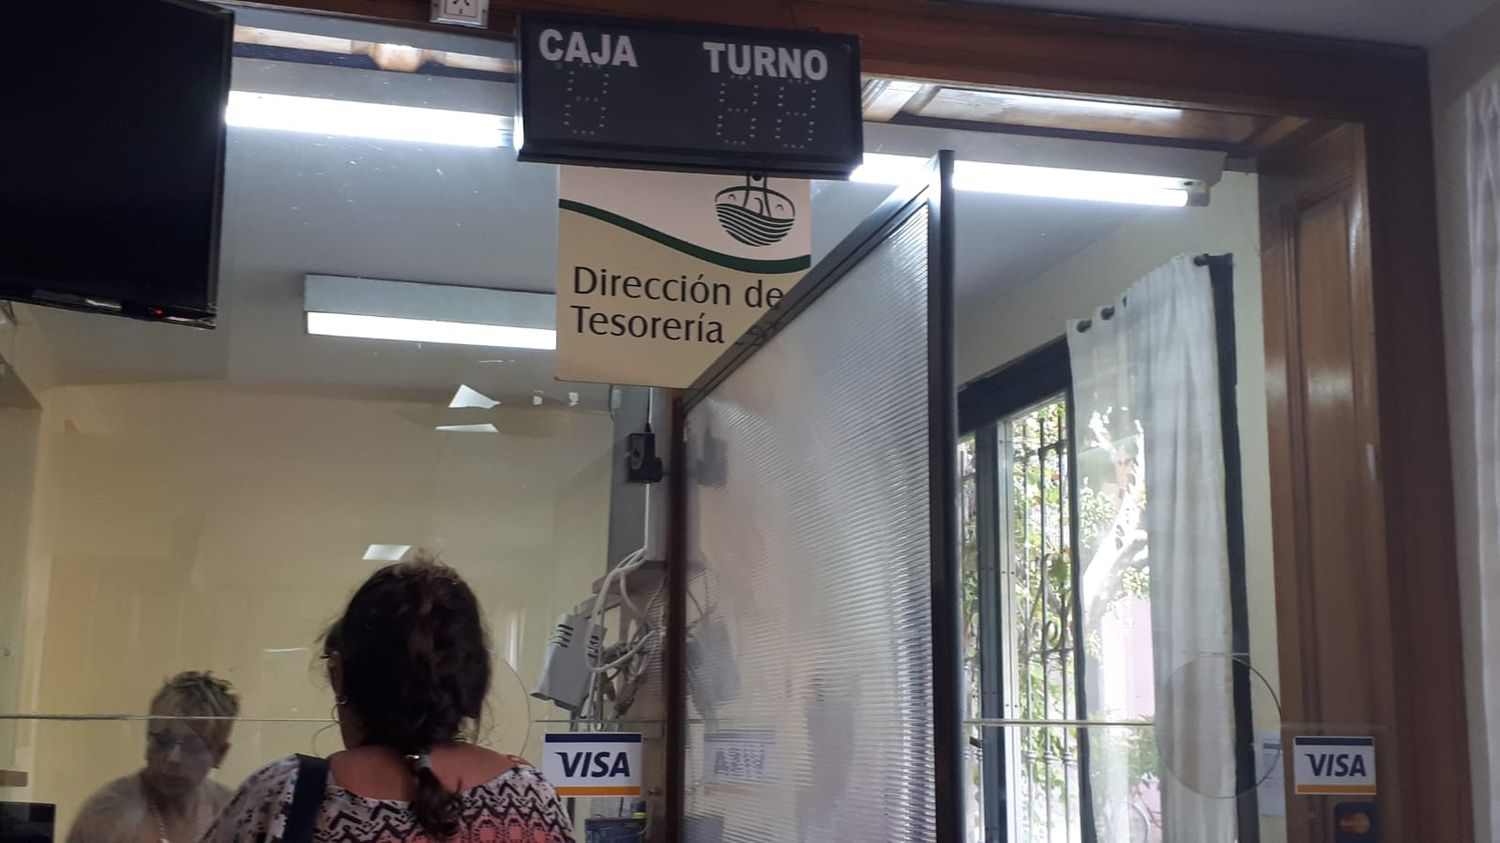 CAJA TURNO
Dirección de
Tesorería
VISA
VISA